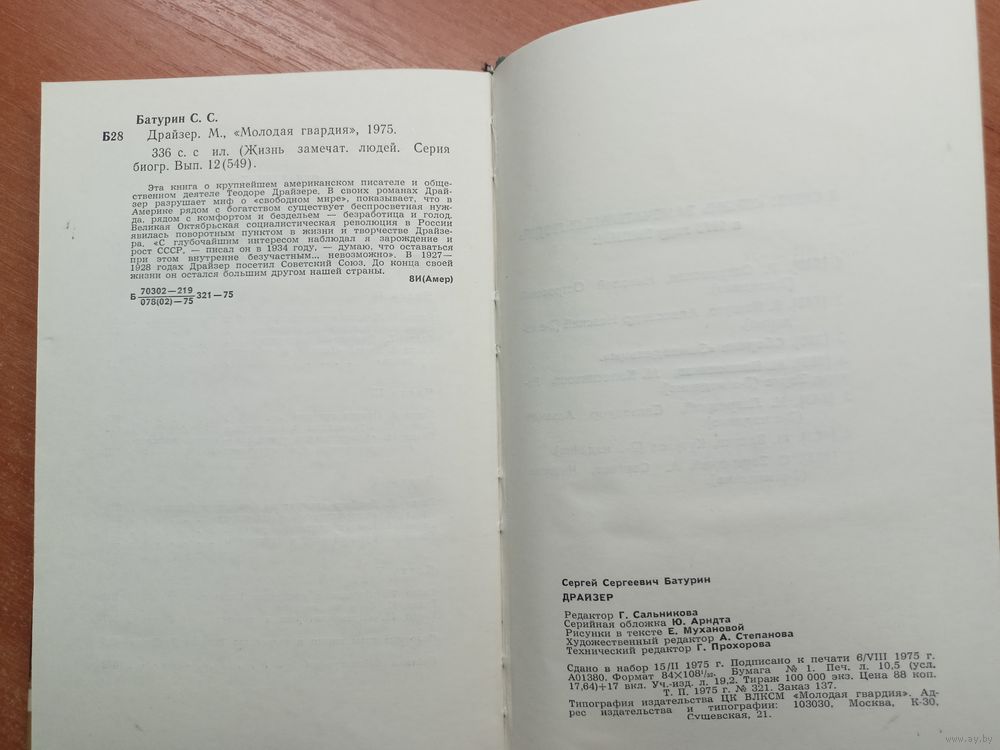 Батурин С. С.
Б28 Драйзер. М., «Молодая гвардия», 1975.
336 с. с ил. (Жизнь замечат. людей. Серия
биогр. Вып. 12(549).
Эта книга о крупнейшем американском писателе и обще-
ственном деятеле Теодоре Драйзере. В своих романах Драй-
зер разрушает миф о «свободном мире», показывает, что в
Америке рядом с богатством существует беспросветная нуж-
да, рядом с комфортом и бездельем — безработица и голод.
Великая Октябрьская социалистическая революция в России
явилась поворотным пунктом в жизни и творчестве Драйзе-
ра. «С глубочайшим интересом наблюдал я зарождение и
рост СССР, — писал он в 1934 году, — думаю, что оставаться
при этом внутренне безучастным... невозможно». В 1927—
1928 годах Драйзер посетил Советский Союз. До конца своей
жизни он остался большим другом нашей страны.
8И(Амер)
70302—219
Б 321—75
078(02)—75
Сергей Сергеевич Батурин
ДРАЙЗЕР
Редактор Г. Сальникова
Серийная обложка Ю. Арндта
Рисунки в тексте Е. Мухановой
Художественный редактор А. Степанова
Технический редактор Г. Прохорова
Сдано в набор 15/II 1975 г. Подписано к печати 6/VIII 1975 г.
А01380. Формат 84×108¹/₃₂. Бумага № 1. Печ. л. 10,5 (усл.
17,64)+17 вкл. Уч.-изд. л. 19,2. Тираж 100 000 экз. Цена 88 коп.
Т. П. 1975 г. № 321. Заказ 137.
Типография издательства ЦК ВЛКСМ «Молодая гвардия». Ад-
рес издательства и типографии: 103030, Москва, К-30,
Сущевская, 21.
www.ay.by